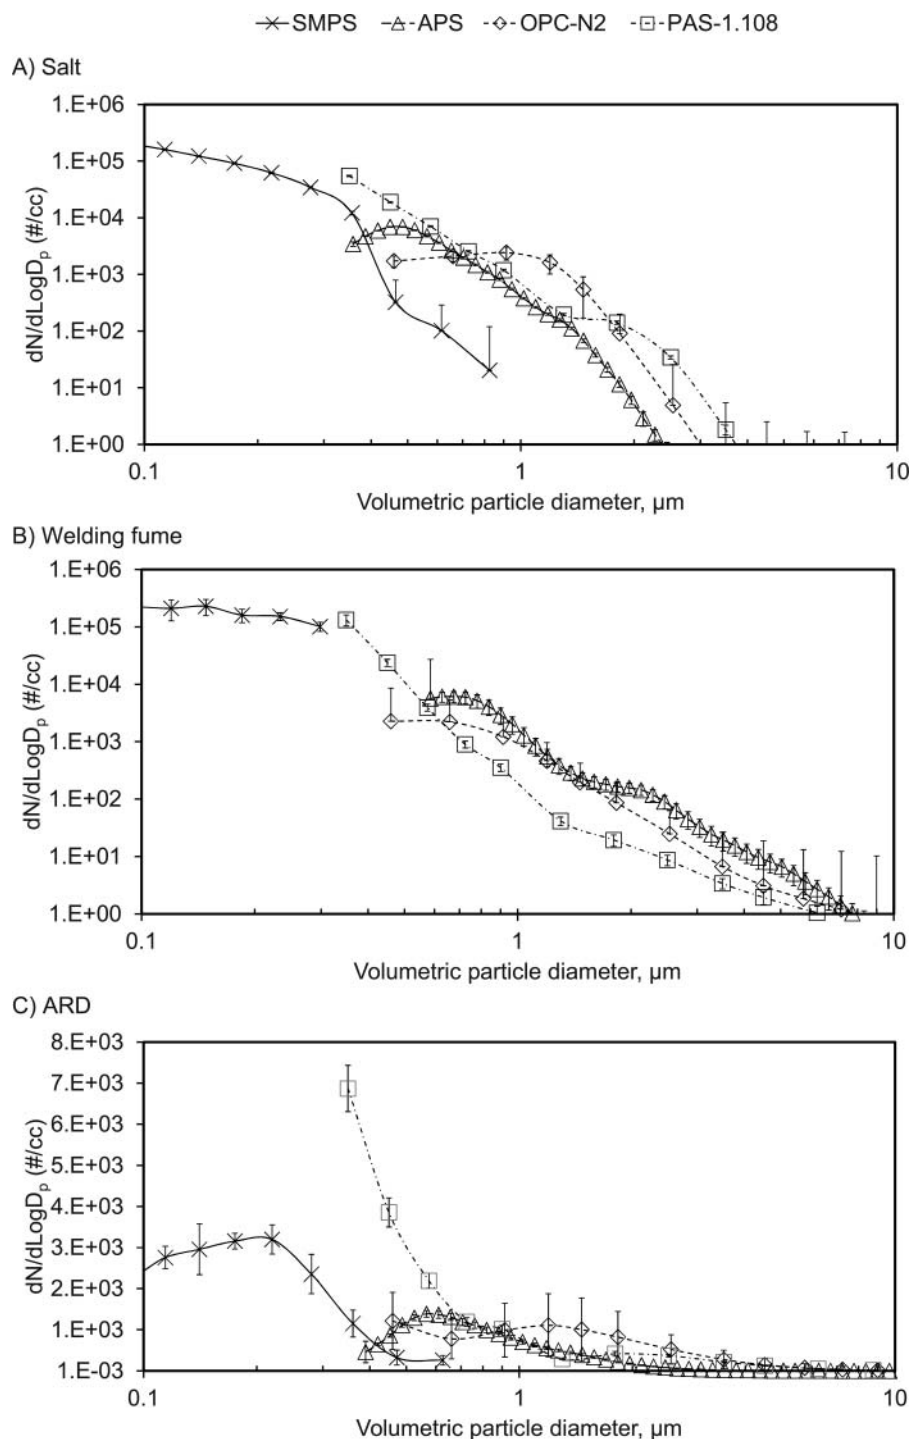 SMPS APS OPC-N2 PAS-1.108
A) Salt
dN/dLogDp (#/cc)
1.E+06
1.E+05
1.E+04
1.E+03
1.E+02
1.E+01
1.E+00
0.1 1 10
Volumetric particle diameter, µm
B) Welding fume
dN/dLogDp (#/cc)
1.E+06
1.E+05
1.E+04
1.E+03
1.E+02
1.E+01
1.E+00
0.1 1 10
Volumetric particle diameter, µm
C) ARD
dN/dLogDp (#/cc)
8.E+03
7.E+03
6.E+03
5.E+03
4.E+03
3.E+03
2.E+03
1.E+03
1.E-03
0.1 1 10
Volumetric particle diameter, µm